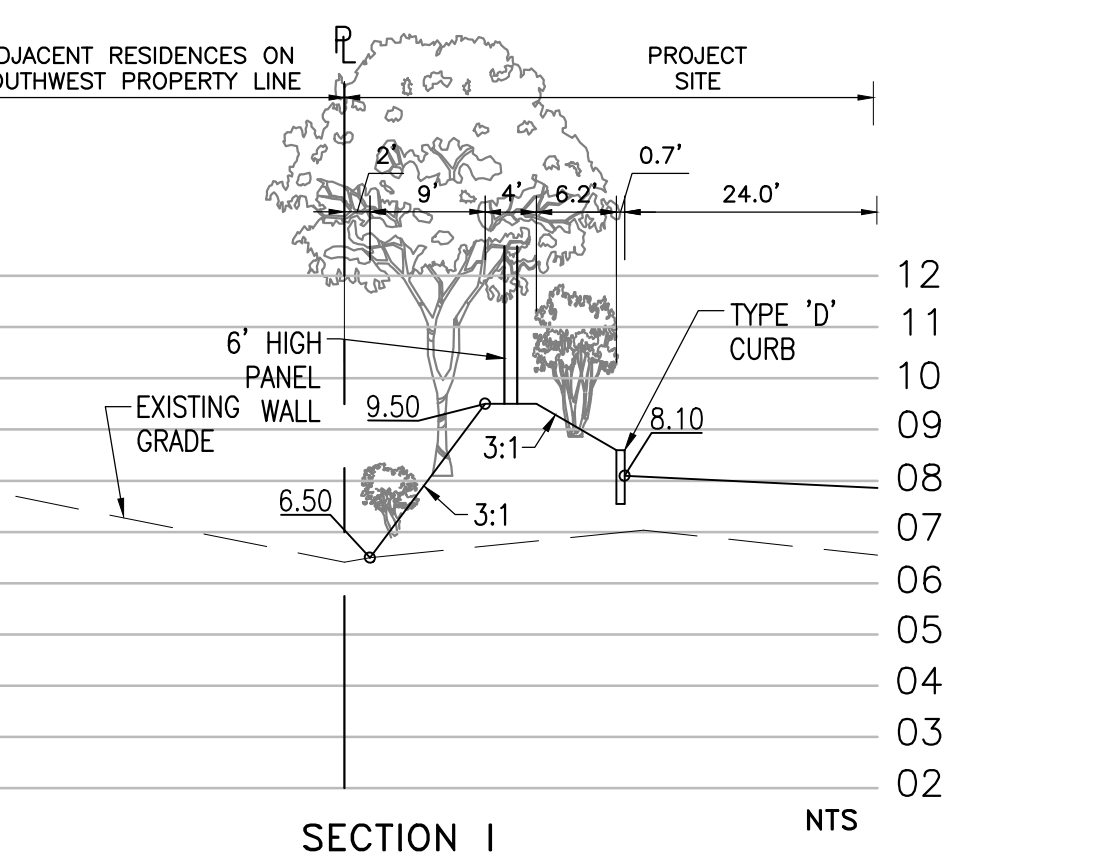 PL
DJACENT RESIDENCES ON
OUTHWEST PROPERTY LINE
PROJECT
SITE
2'
9'
4'
6.2'
0.7'
24.0'
12
11
10
09
08
07
06
05
04
03
02
6' HIGH
PANEL
WALL
EXISTING
GRADE
9.50
6.50
3:1
3:1
TYPE 'D'
CURB
8.10
SECTION I
NTS